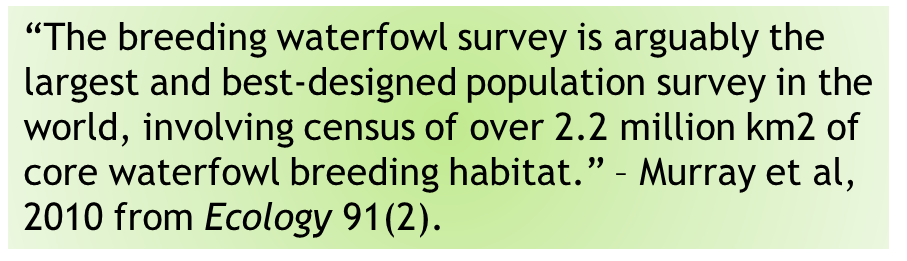 “The breeding waterfowl survey is arguably the
largest and best-designed population survey in the
world, involving census of over 2.2 million km2 of
core waterfowl breeding habitat.” – Murray et al,
2010 from Ecology 91(2).